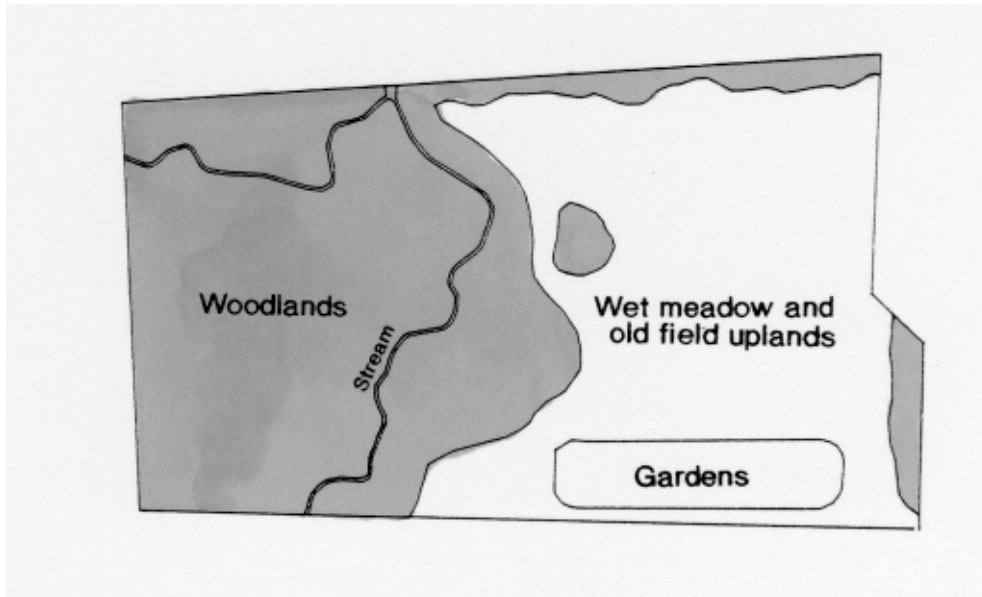 Woodlands
Stream
Wet meadow and
old field uplands
Gardens